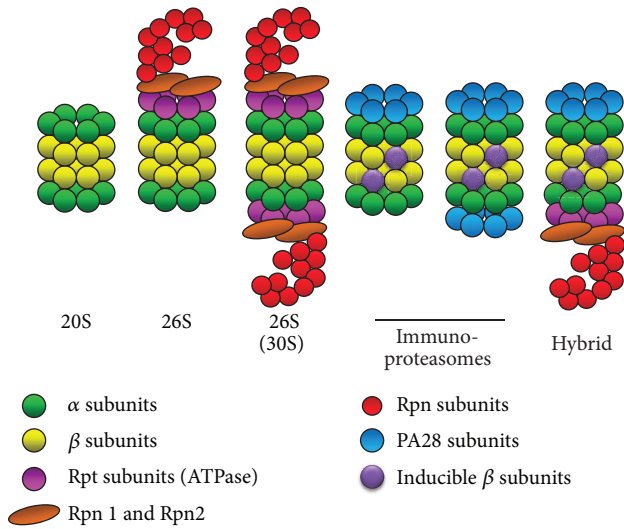 20S
26S
26S
(30S)
Immuno-
proteasomes
Hybrid
α subunits
β subunits
Rpt subunits (ATPase)
Rpn 1 and Rpn2
Rpn subunits
PA28 subunits
Inducible β subunits